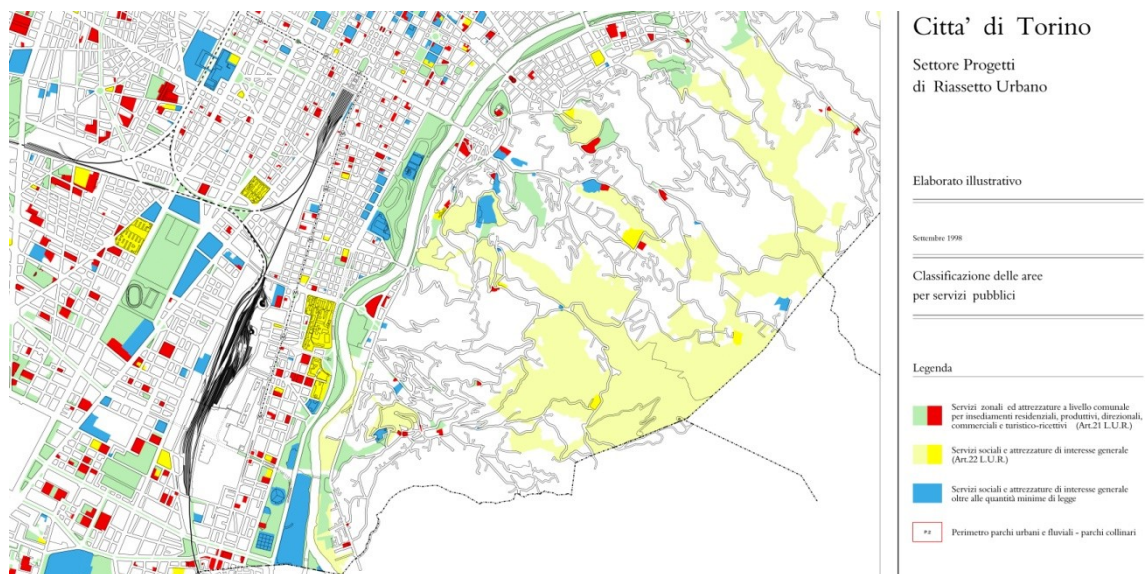 Citta' di Torino
Settore Progetti
di Riassetto Urbano
Elaborato illustrativo
Settembre 1998
Classificazione delle aree
per servizi pubblici
Legenda
Servizi zonali ed attrezzature a livello comunale
per insediamenti residenziali, produttivi, direzionali,
commerciali e turistico-ricettivi (Art.21 L.U.R.)
Servizi sociali e attrezzature di interesse generale
(Art.22 L.U.R.)
Servizi sociali e attrezzature di interesse generale
oltre alle quantità minime di legge
Perimetro parchi urbani e fluviali - parchi collinari